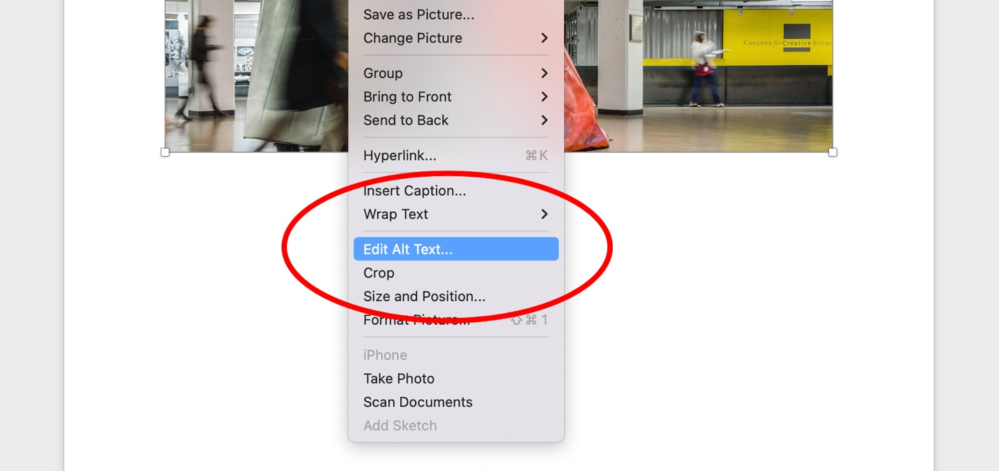 Save as Picture...
Change Picture
COLLEGE for Creative STUDI
Group
Bring to Front
Send to Back
Hyperlink... ⌘K
Insert Caption...
Wrap Text
Edit Alt Text...
Crop
Size and Position...
Format Picture... ⇧⌘1
iPhone
Take Photo
Scan Documents
Add Sketch